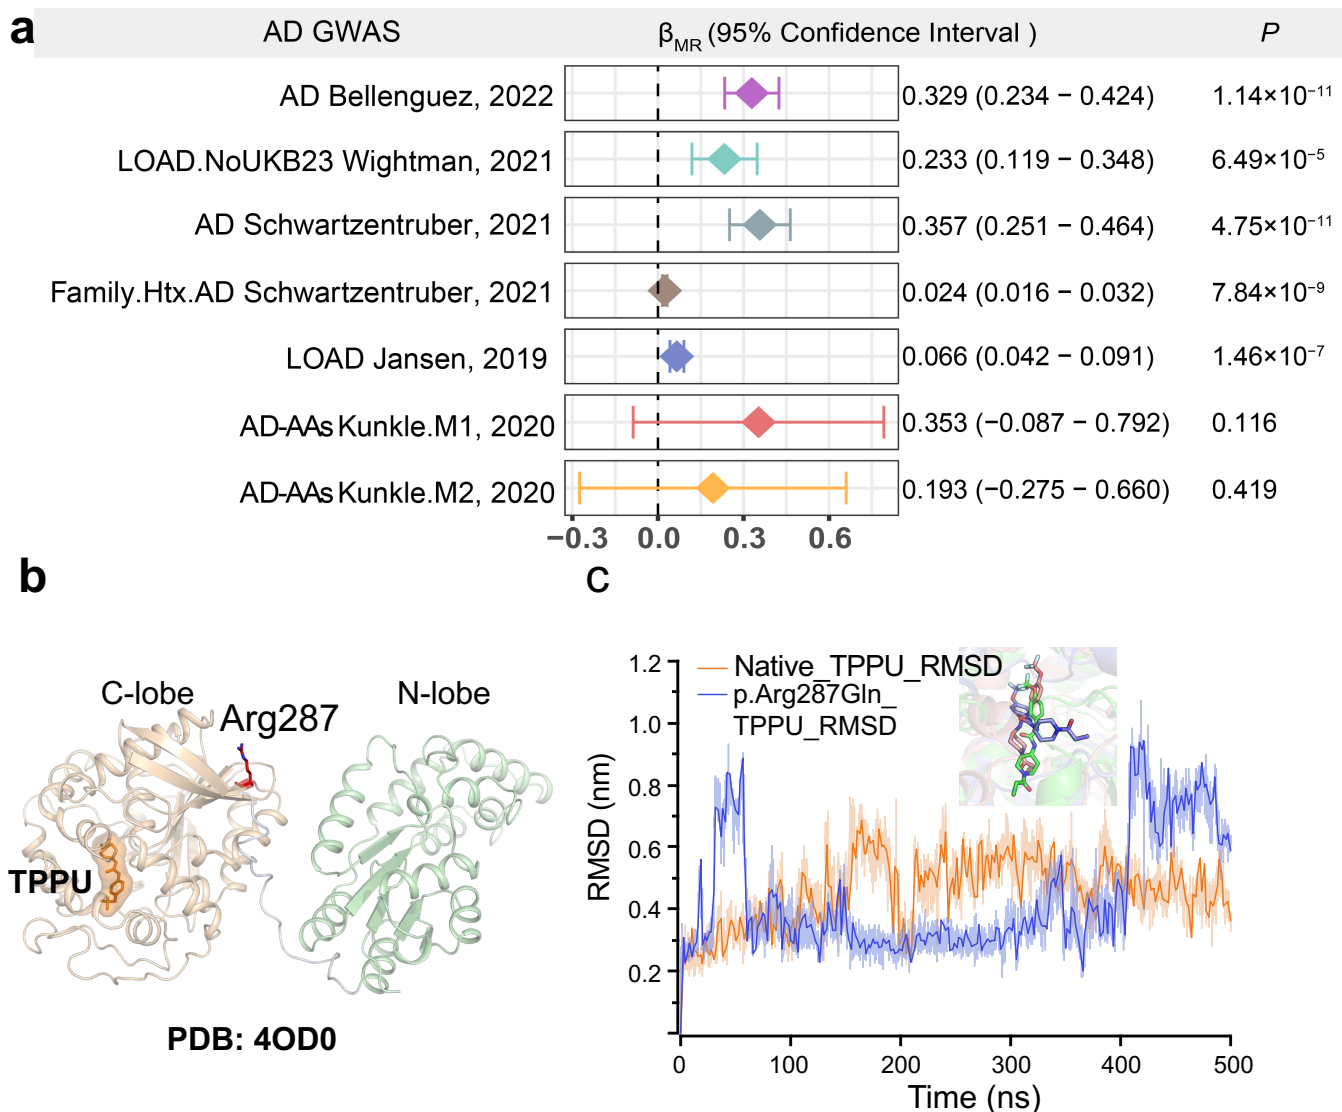 a
AD GWAS β_MR (95% Confidence Interval ) P
AD Bellenguez, 2022 0.329 (0.234 − 0.424) 1.14×10⁻¹¹
LOAD.NoUKB23 Wightman, 2021 0.233 (0.119 − 0.348) 6.49×10⁻⁵
AD Schwartzentruber, 2021 0.357 (0.251 − 0.464) 4.75×10⁻¹¹
Family.Htx.AD Schwartzentruber, 2021 0.024 (0.016 − 0.032) 7.84×10⁻⁹
LOAD Jansen, 2019 0.066 (0.042 − 0.091) 1.46×10⁻⁷
AD-AAs Kunkle.M1, 2020 0.353 (−0.087 − 0.792) 0.116
AD-AAs Kunkle.M2, 2020 0.193 (−0.275 − 0.660) 0.419
−0.3 0.0 0.3 0.6
b
C-lobe
N-lobe
Arg287
TPPU
PDB: 4OD0
c
Native_TPPU_RMSD
p.Arg287Gln_
TPPU_RMSD
RMSD (nm)
1.2
1.0
0.8
0.6
0.4
0.2
0 100 200 300 400 500
Time (ns)